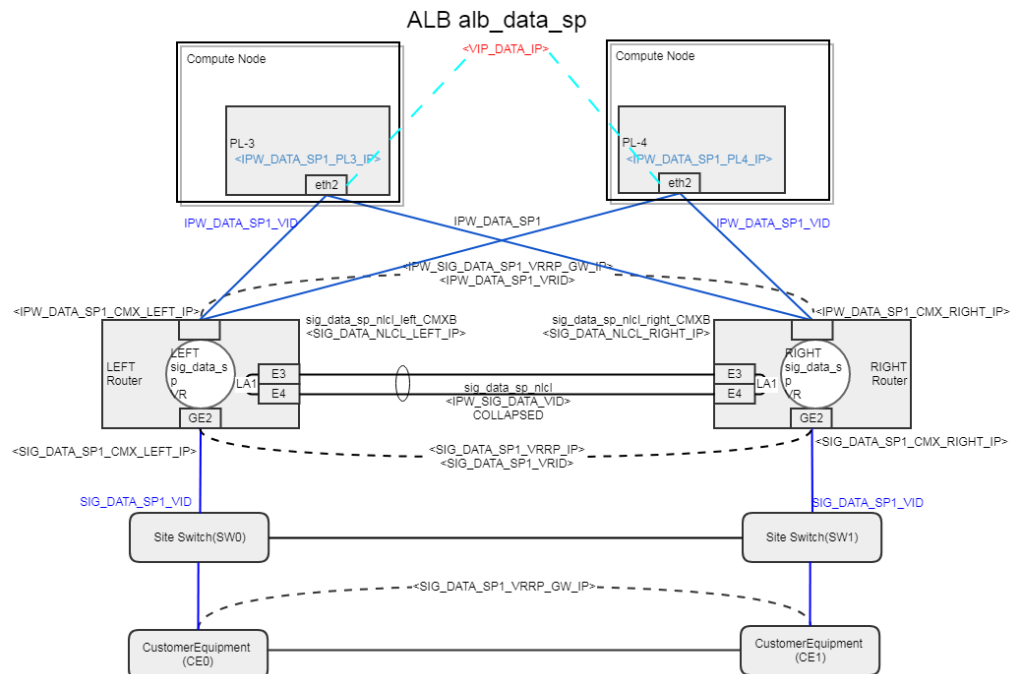 ALB alb_data_sp
<VIP_DATA_IP>
Compute Node
Compute Node
PL-3
<IPW_DATA_SP1_PL3_IP>
eth2
PL-4
<IPW_DATA_SP1_PL4_IP>
eth2
IPW_DATA_SP1_VID
IPW_DATA_SP1
IPW_DATA_SP1_VID
<IPW_SIG_DATA_SP1_VRRP_GW_IP>
<IPW_DATA_SP1_VRID>
<IPW_DATA_SP1_CMX_LEFT_IP>
<IPW_DATA_SP1_CMX_RIGHT_IP>
sig_data_sp_nlcl_left_CMXB
<SIG_DATA_NLCL_LEFT_IP>
sig_data_sp_nlcl_right_CMXB
<SIG_DATA_NLCL_RIGHT_IP>
LEFT
Router
LEFT
sig_data_s
p
VR
GE2
LA1
E3
E4
sig_data_sp_nlcl
<IPW_SIG_DATA_VID>
COLLAPSED
E3
E4
LA1
RIGHT
sig_data_s
p
VR
GE2
RIGHT
Router
<SIG_DATA_SP1_CMX_LEFT_IP>
<SIG_DATA_SP1_VRRP_IP>
<SIG_DATA_SP1_VRID>
<SIG_DATA_SP1_CMX_RIGHT_IP>
SIG_DATA_SP1_VID
SIG_DATA_SP1_VID
Site Switch(SW0)
Site Switch(SW1)
<SIG_DATA_SP1_VRRP_GW_IP>
CustomerEquipment
(CE0)
CustomerEquipment
(CE1)